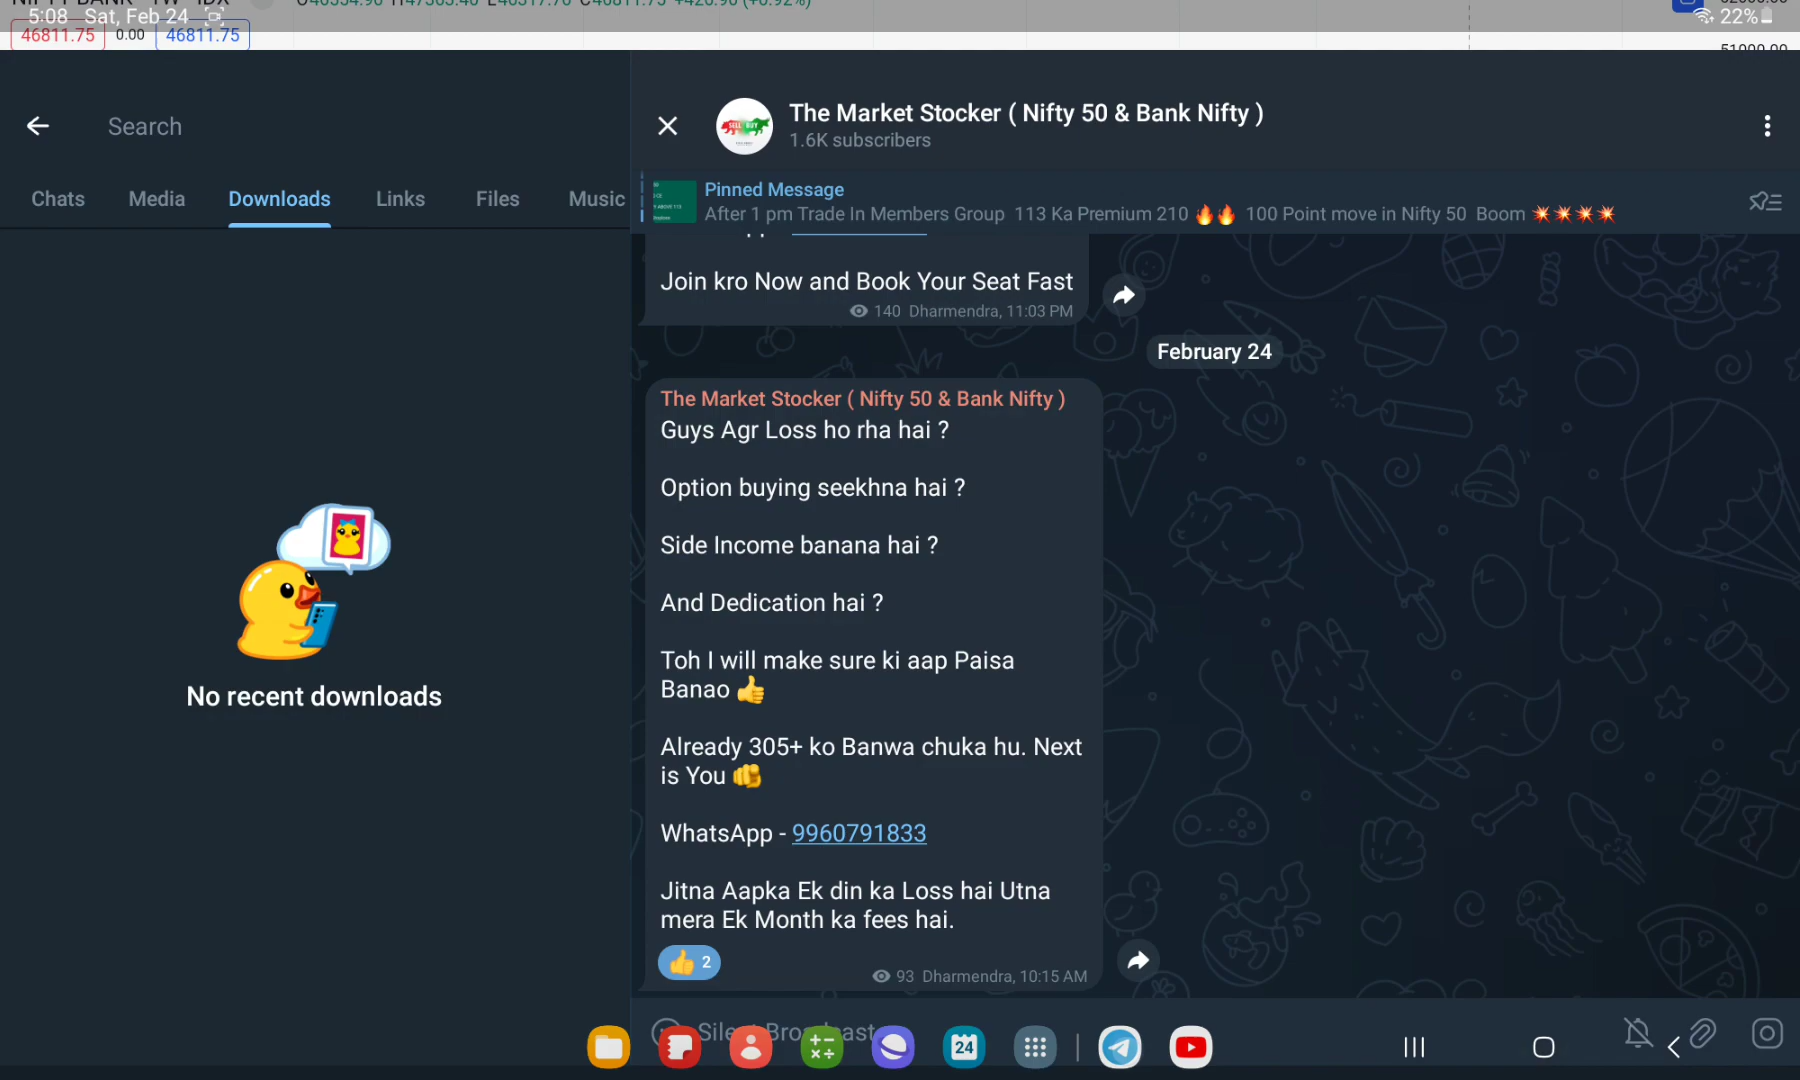 5:08 Sat, Feb 24
22%
46811.75 0.00 46811.75
Search
Chats Media Downloads Links Files Music
No recent downloads
The Market Stocker ( Nifty 50 & Bank Nifty )
1.6K subscribers
Pinned Message
After 1 pm Trade In Members Group 113 Ka Premium 210 🔥🔥 100 Point move in Nifty 50 Boom 💥💥💥💥
Join kro Now and Book Your Seat Fast
140 Dharmendra, 11:03 PM
February 24
The Market Stocker ( Nifty 50 & Bank Nifty )
Guys Agr Loss ho rha hai ?
Option buying seekhna hai ?
Side Income banana hai ?
And Dedication hai ?
Toh I will make sure ki aap Paisa
Banao 👍
Already 305+ ko Banwa chuka hu. Next
is You 🫵
WhatsApp - 9960791833
Jitna Aapka Ek din ka Loss hai Utna
mera Ek Month ka fees hai.
👍 2
93 Dharmendra, 10:15 AM
24